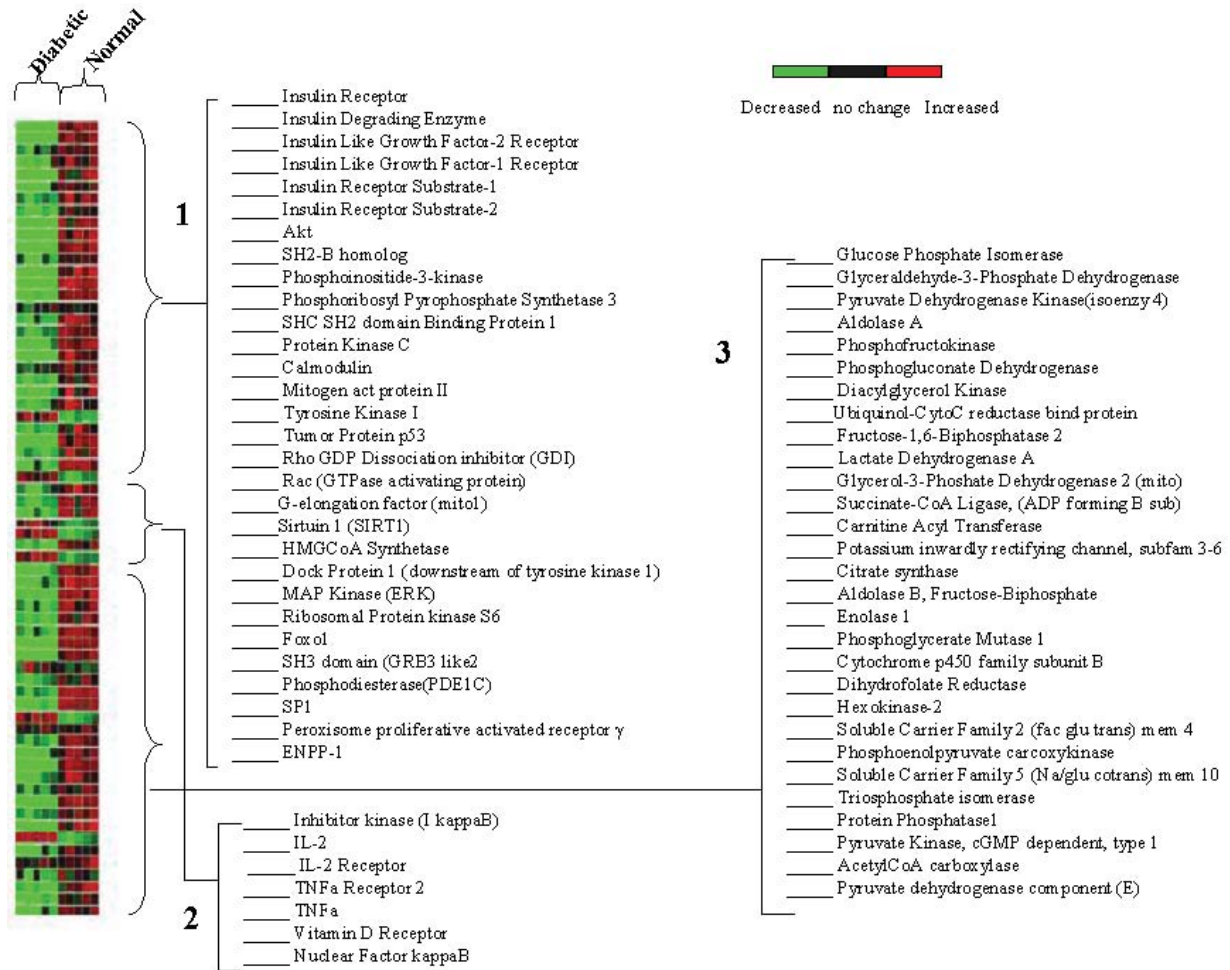 Diabetic
Normal
Decreased no change Increased
1
Insulin Receptor
Insulin Degrading Enzyme
Insulin Like Growth Factor-2 Receptor
Insulin Like Growth Factor-1 Receptor
Insulin Receptor Substrate-1
Insulin Receptor Substrate-2
Akt
SH2-B homolog
Phosphoinositide-3-kinase
Phosphoribosyl Pyrophosphate Synthetase 3
SHC SH2 domain Binding Protein 1
Protein Kinase C
Calmodulin
Mitogen act protein II
Tyrosine Kinase I
Tumor Protein p53
Rho GDP Dissociation inhibitor (GDI)
Rac (GTPase activating protein)
G-elongation factor (mito1)
Sirtuin 1 (SIRT1)
HMGCoA Synthetase
Dock Protein 1 (downstream of tyrosine kinase 1)
MAP Kinase (ERK)
Ribosomal Protein kinase S6
Foxo1
SH3 domain (GRB3 like2
Phosphodiesterase(PDE1C)
SP1
Peroxisome proliferative activated receptor γ
ENPP-1
2
Inhibitor kinase (I kappaB)
IL-2
IL-2 Receptor
TNFa Receptor 2
TNFa
Vitamin D Receptor
Nuclear Factor kappaB
3
Glucose Phosphate Isomerase
Glyceraldehyde-3-Phosphate Dehydrogenase
Pyruvate Dehydrogenase Kinase(isoenzy 4)
Aldolase A
Phosphofructokinase
Phosphogluconate Dehydrogenase
Diacylglycerol Kinase
Ubiquinol-CytoC reductase bind protein
Fructose-1,6-Biphosphatase 2
Lactate Dehydrogenase A
Glycerol-3-Phoshate Dehydrogenase 2 (mito)
Succinate-CoA Ligase, (ADP forming B sub)
Carnitine Acyl Transferase
Potassium inwardly rectifying channel, subfam 3-6
Citrate synthase
Aldolase B, Fructose-Biphosphate
Enolase 1
Phosphoglycerate Mutase 1
Cytochrome p450 family subunit B
Dihydrofolate Reductase
Hexokinase-2
Soluble Carrier Family 2 (fac glu trans) mem 4
Phosphoenolpyruvate carcoxykinase
Soluble Carrier Family 5 (Na/glu cotrans) mem 10
Triosphosphate isomerase
Protein Phosphatase1
Pyruvate Kinase, cGMP dependent, type 1
AcetylCoA carboxylase
Pyruvate dehydrogenase component (E)